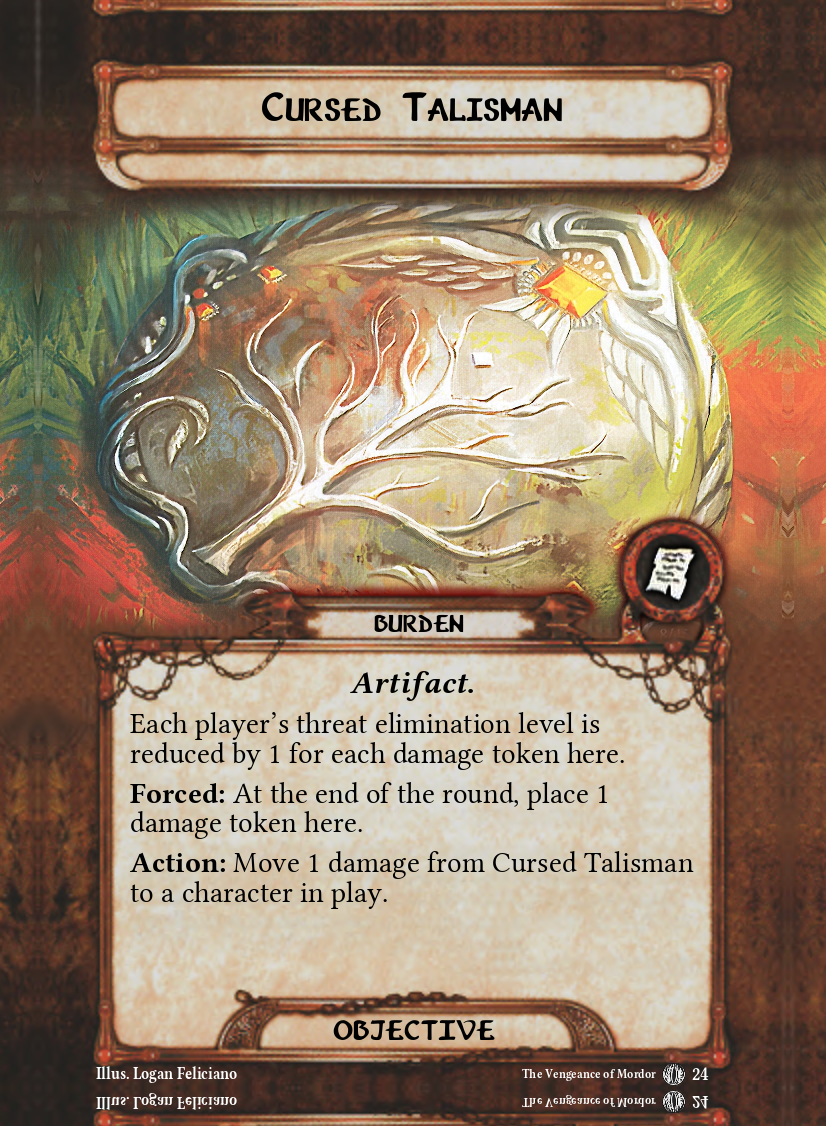 Cursed Talisman
BURDEN
Artifact.
Each player's threat elimination level is
reduced by 1 for each damage token here.
Forced: At the end of the round, place 1
damage token here.
Action: Move 1 damage from Cursed Talisman
to a character in play.
OBJECTIVE
Illus. Logan Feliciano
The Vengeance of Mordor 24
Illus. Logan Feliciano
The Vengeance of Mordor 24